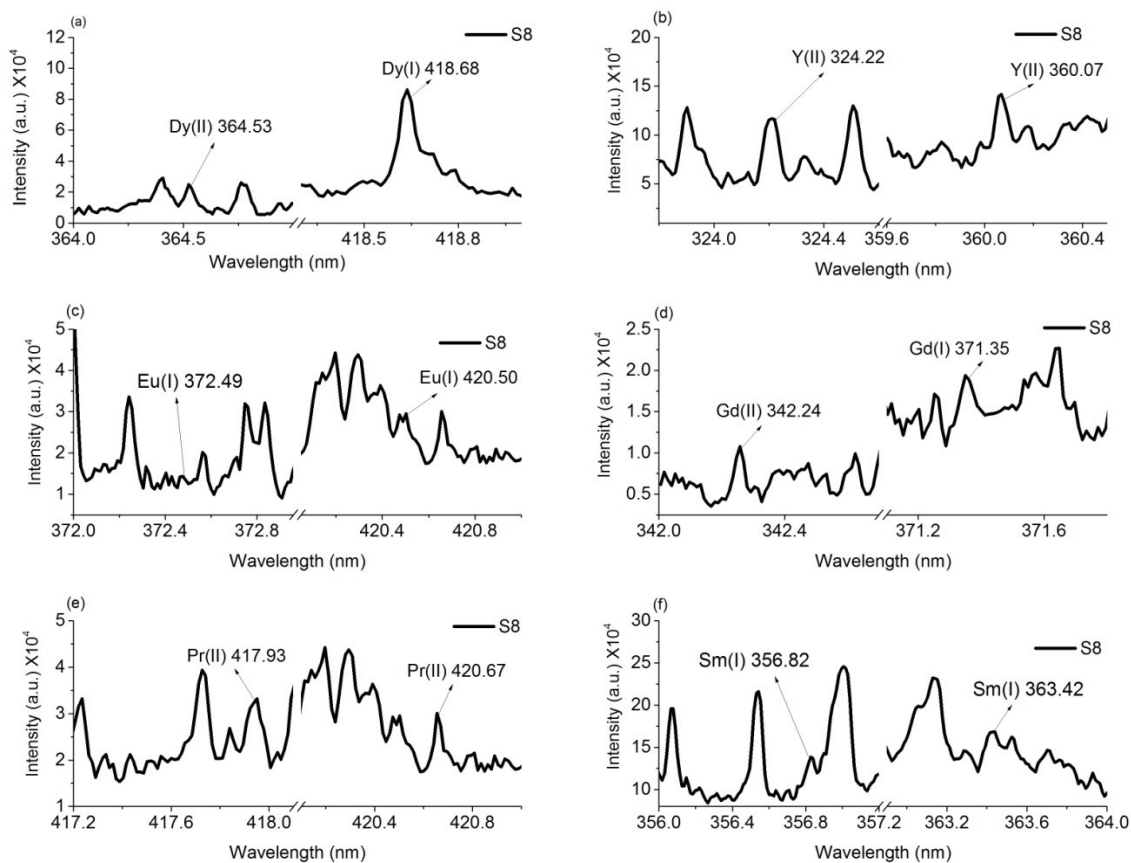 (a)
S8
Intensity (a.u.) X10⁴
12
10
8
6
4
2
0
Dy(I) 418.68
Dy(II) 364.53
364.0
364.5
418.5
418.8
Wavelength (nm)
(b)
S8
Intensity (a.u.) X10⁴
20
15
10
5
Y(II) 324.22
Y(II) 360.07
324.0
324.4
359.6
360.0
360.4
Wavelength (nm)
(c)
S8
Intensity (a.u.) X10⁴
5
4
3
2
1
Eu(I) 372.49
Eu(I) 420.50
372.0
372.4
372.8
420.4
420.8
Wavelength (nm)
(d)
S8
Intensity (a.u.) X10⁴
2.5
2.0
1.5
1.0
0.5
Gd(I) 371.35
Gd(II) 342.24
342.0
342.4
371.2
371.6
Wavelength (nm)
(e)
S8
Intensity (a.u.) X10⁴
5
4
3
2
1
Pr(II) 417.93
Pr(II) 420.67
417.2
417.6
418.0
420.4
420.8
Wavelength (nm)
(f)
S8
Intensity (a.u.) X10⁴
30
25
20
15
10
Sm(I) 356.82
Sm(I) 363.42
356.0
356.4
356.8
357.2
363.2
363.6
364.0
Wavelength (nm)